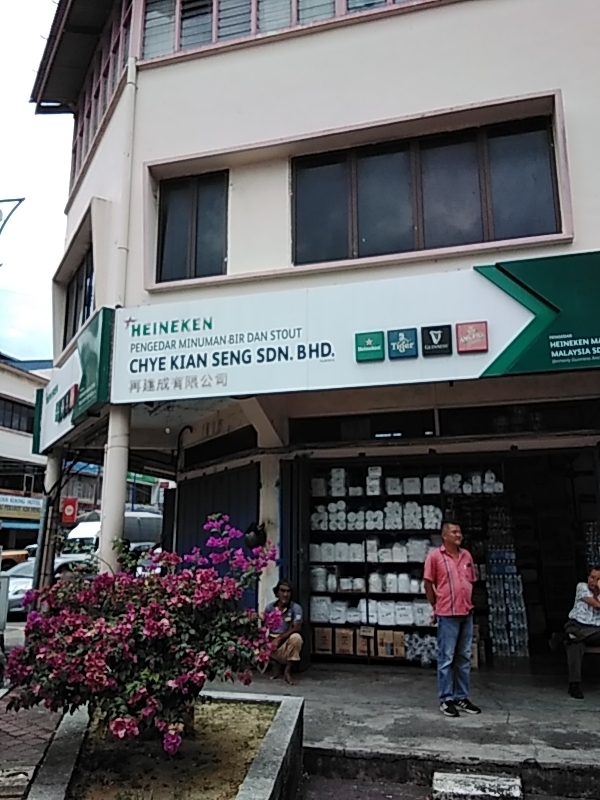 HEINEKEN
PENGEDAR MINUMAN BIR DAN STOUT
CHYE KIAN SENG SDN. BHD.
再建成有限公司
Heineken
Tiger
GUINNESS
PENGEDAR
HEINEKEN MA
MALAYSIA S